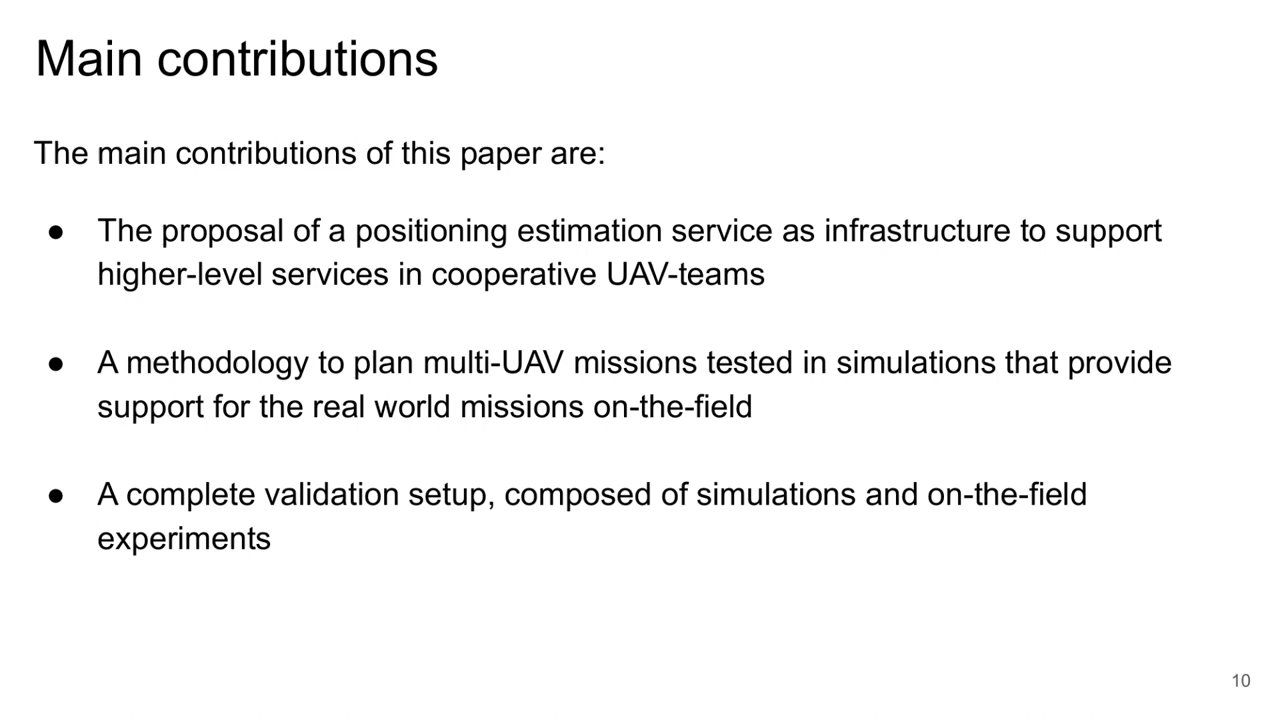 Main contributions
The main contributions of this paper are:
● The proposal of a positioning estimation service as infrastructure to support
higher-level services in cooperative UAV-teams
● A methodology to plan multi-UAV missions tested in simulations that provide
support for the real world missions on-the-field
● A complete validation setup, composed of simulations and on-the-field
experiments
10